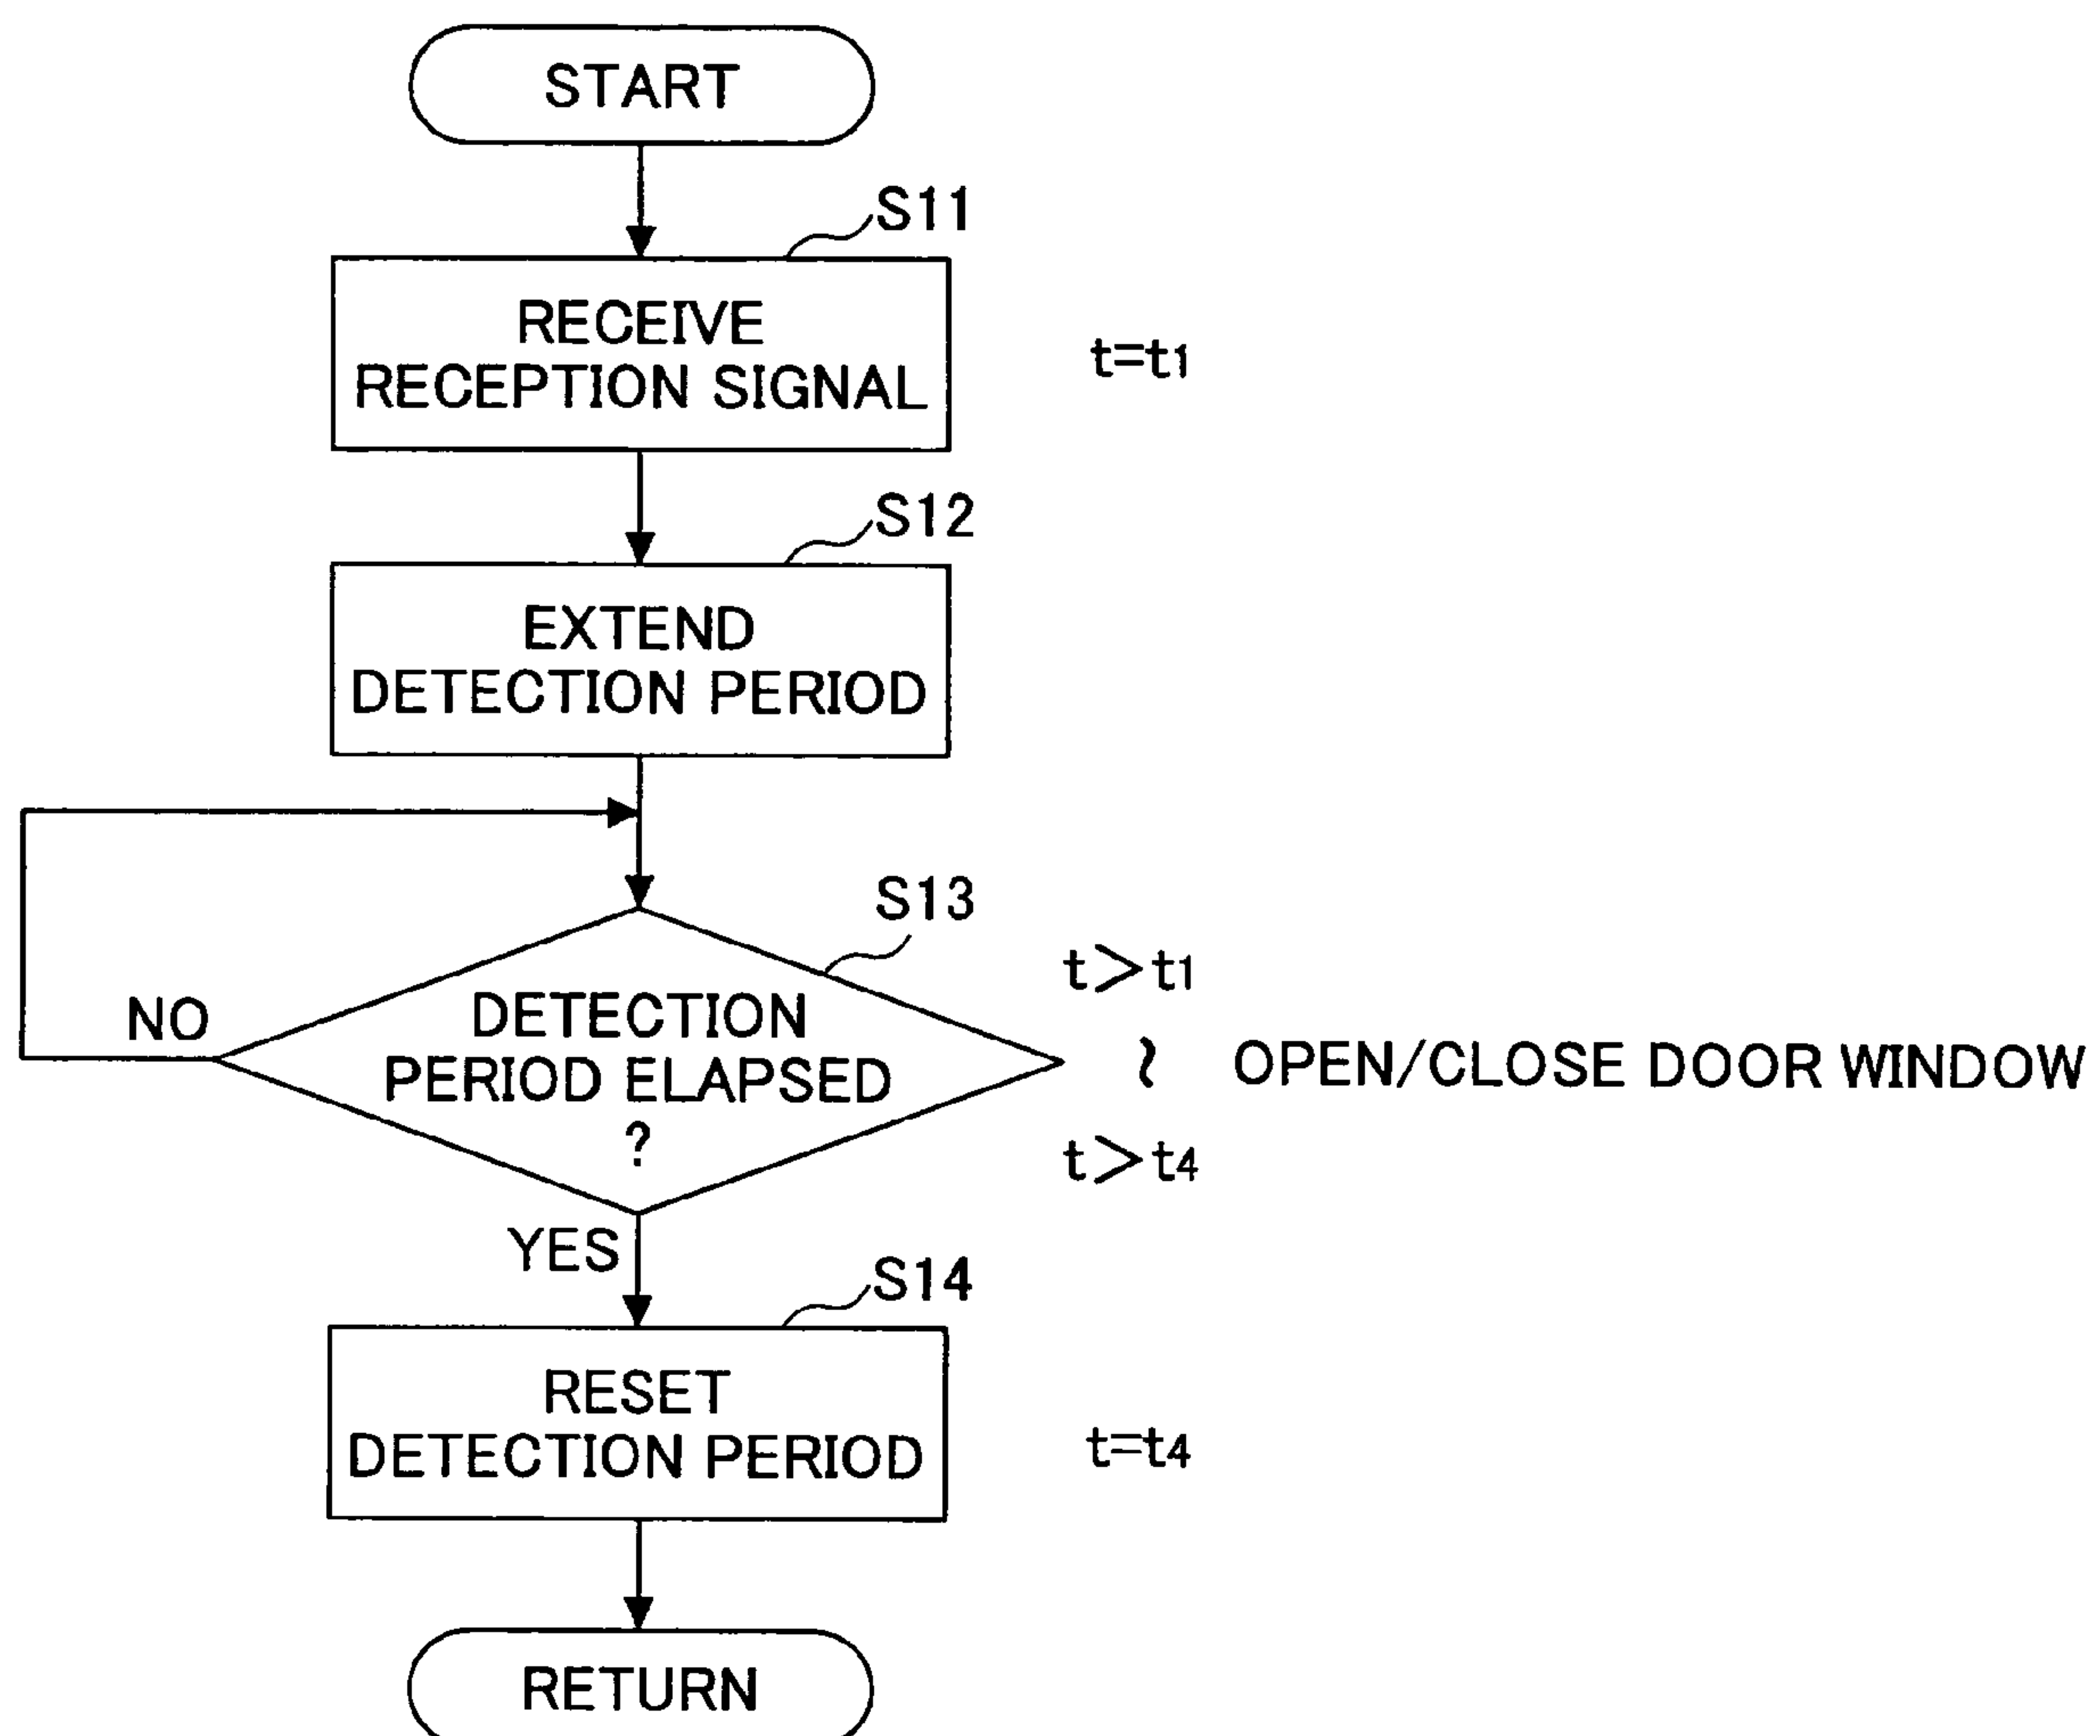 START
S11
RECEIVE
RECEPTION SIGNAL
t=t1
S12
EXTEND
DETECTION PERIOD
S13
t>t1
NO
DETECTION
PERIOD ELAPSED
?
~ OPEN/CLOSE DOOR WINDOW
t>t4
YES
S14
RESET
DETECTION PERIOD
t=t4
RETURN